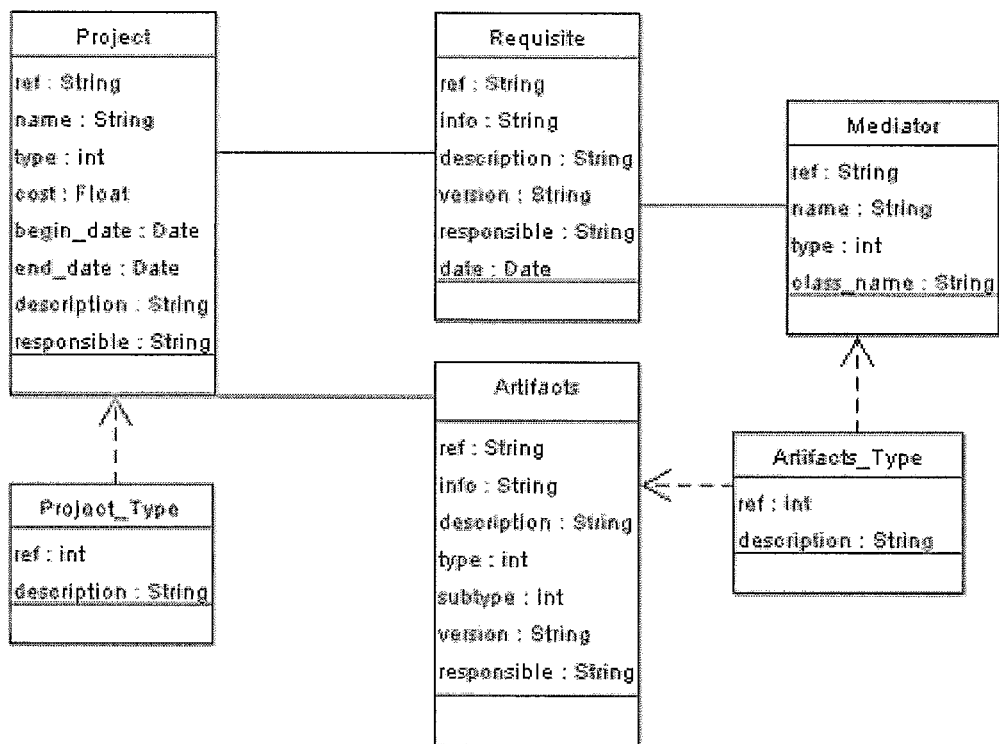 Project
ref : String
name : String
type : int
cost : Float
begin_date : Date
end_date : Date
description : String
responsible : String
Requisite
ref : String
info : String
description : String
version : String
responsible : String
date : Date
Mediator
ref : String
name : String
type : int
class_name : String
Artifacts
ref : String
info : String
description : String
type : int
subtype : int
version : String
responsible : String
Artifacts_Type
ref : int
description : String
Project_Type
ref : int
description : String